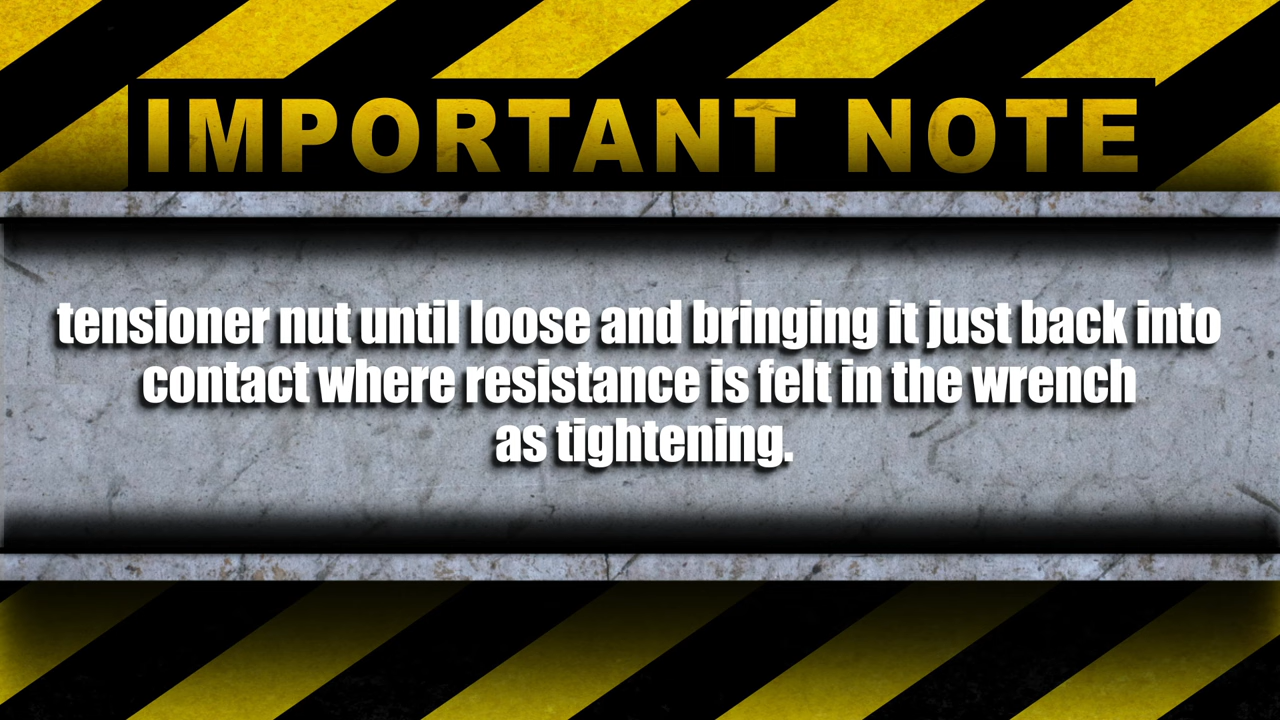 IMPORTANT NOTE
tensioner nut until loose and bringing it just back into
contact where resistance is felt in the wrench
as tightening.